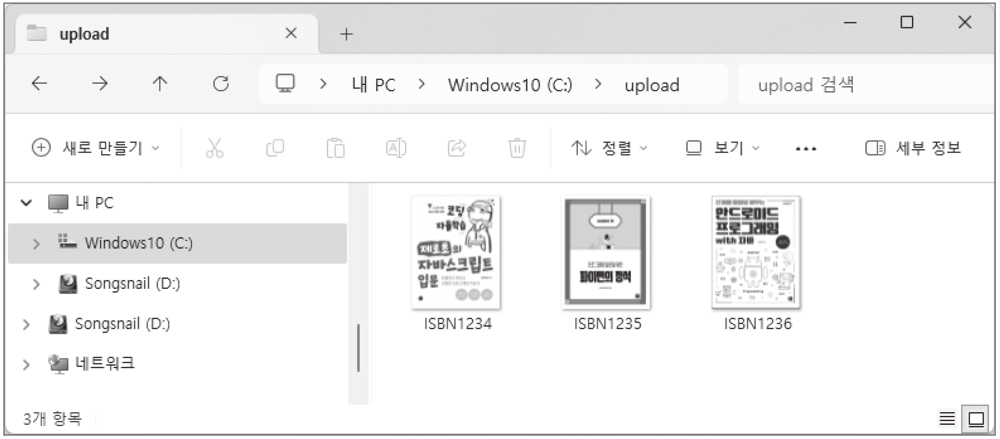 upload
내 PC Windows10 (C:) upload
upload 검색
새로 만들기
정렬
보기
세부 정보
내 PC
Windows10 (C:)
Songsnail (D:)
Songsnail (D:)
네트워크
코딩
자율학습
의
자바스크립트
입문
파이썬의 정석
안드로이드
프로그래밍
with 자바
ISBN1234
ISBN1235
ISBN1236
3개 항목